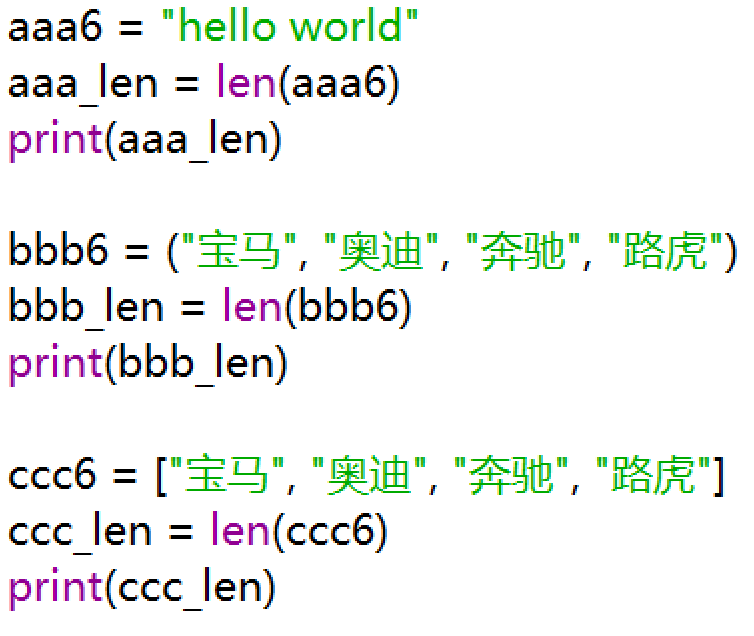 aaa6 = "hello world"
aaa_len = len(aaa6)
print(aaa_len)
bbb6 = ("宝马", "奥迪", "奔驰", "路虎")
bbb_len = len(bbb6)
print(bbb_len)
ccc6 = ["宝马", "奥迪", "奔驰", "路虎"]
ccc_len = len(ccc6)
print(ccc_len)